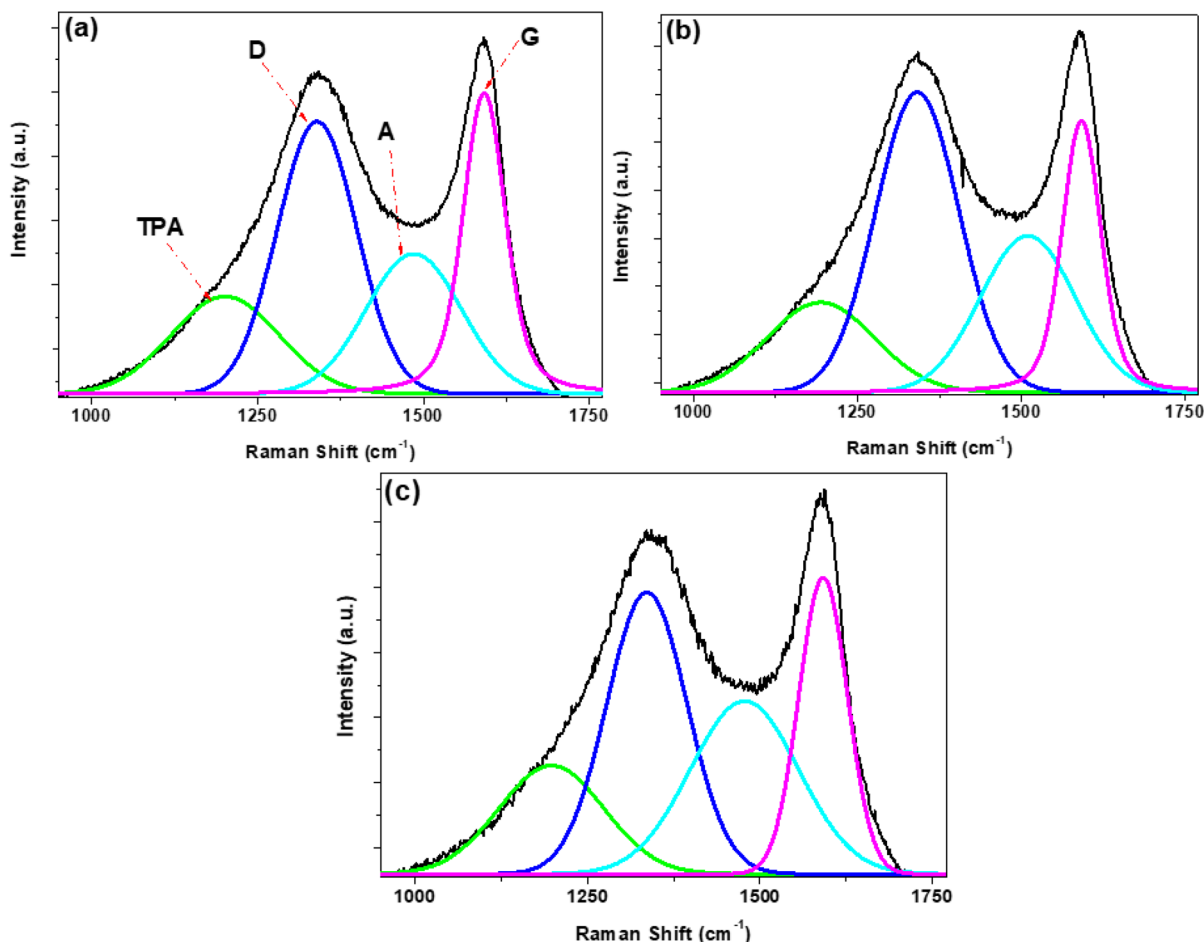 (a)
D
G
A
TPA
Intensity (a.u.)
1000 1250 1500 1750
Raman Shift (cm⁻¹)
(b)
Intensity (a.u.)
1000 1250 1500 1750
Raman Shift (cm⁻¹)
(c)
Intensity (a.u.)
1000 1250 1500 1750
Raman Shift (cm⁻¹)